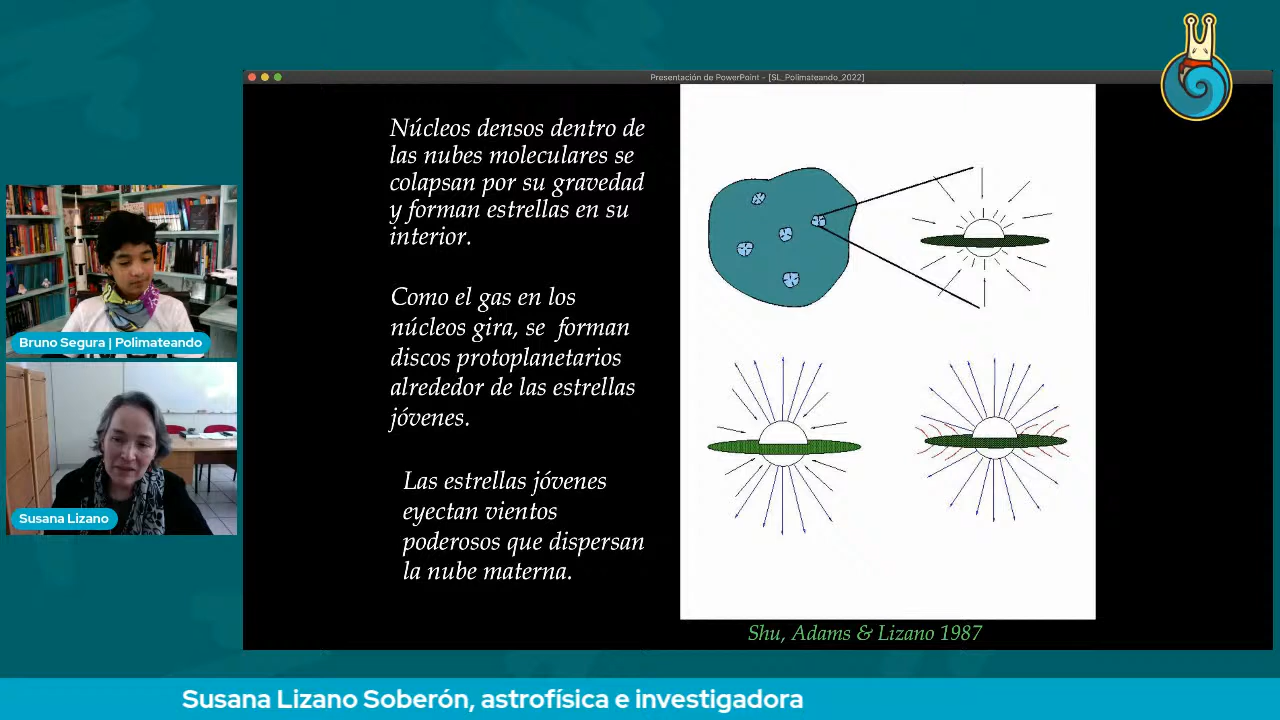 Presentación de PowerPoint - [SL_Polimateando_2022]
Núcleos densos dentro de
las nubes moleculares se
colapsan por su gravedad
y forman estrellas en su
interior.
Como el gas en los
núcleos gira, se forman
discos protoplanetarios
alrededor de las estrellas
jóvenes.
Las estrellas jóvenes
eyectan vientos
poderosos que dispersan
la nube materna.
Shu, Adams & Lizano 1987
Bruno Segura | Polimateando
Susana Lizano
Susana Lizano Soberón, astrofísica e investigadora